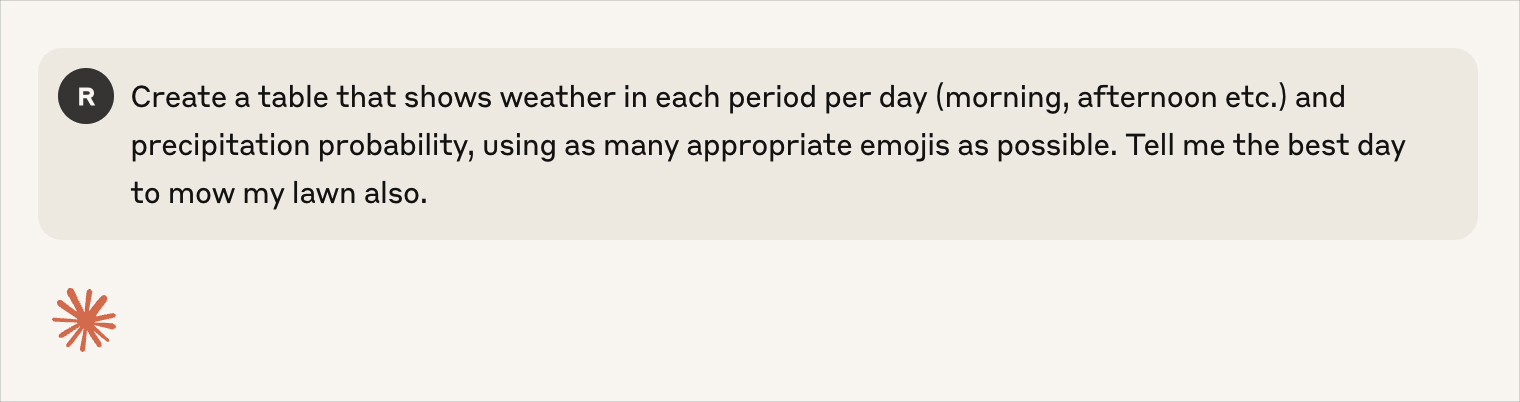 R
Create a table that shows weather in each period per day (morning, afternoon etc.) and
precipitation probability, using as many appropriate emojis as possible. Tell me the best day
to mow my lawn also.